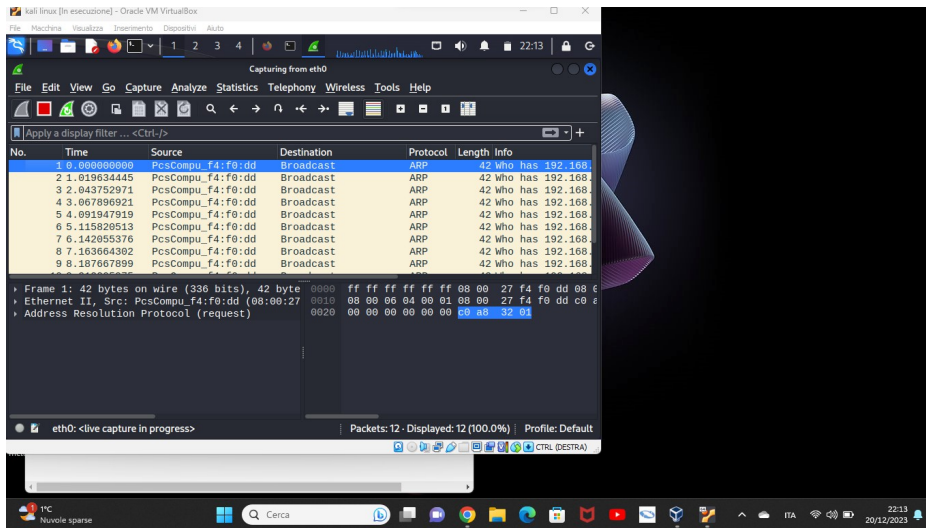 kali linux [In esecuzione] - Oracle VM VirtualBox
File Macchina Visualizza Inserimento Dispositivi Aiuto
1 2 3 4 22:13
Capturing from eth0
File Edit View Go Capture Analyze Statistics Telephony Wireless Tools Help
Apply a display filter ... <Ctrl-/>
No. Time Source Destination Protocol Length Info
1 0.000000000 PcsCompu_f4:f0:dd Broadcast ARP 42 Who has 192.168.
2 1.019634445 PcsCompu_f4:f0:dd Broadcast ARP 42 Who has 192.168.
3 2.043752971 PcsCompu_f4:f0:dd Broadcast ARP 42 Who has 192.168.
4 3.067896921 PcsCompu_f4:f0:dd Broadcast ARP 42 Who has 192.168.
5 4.091947919 PcsCompu_f4:f0:dd Broadcast ARP 42 Who has 192.168.
6 5.115820513 PcsCompu_f4:f0:dd Broadcast ARP 42 Who has 192.168.
7 6.142055376 PcsCompu_f4:f0:dd Broadcast ARP 42 Who has 192.168.
8 7.163664302 PcsCompu_f4:f0:dd Broadcast ARP 42 Who has 192.168.
9 8.187667899 PcsCompu_f4:f0:dd Broadcast ARP 42 Who has 192.168.
Frame 1: 42 bytes on wire (336 bits), 42 byte 0000 ff ff ff ff ff ff 08 00 27 f4 f0 dd 08
Ethernet II, Src: PcsCompu_f4:f0:dd (08:00:27 0010 08 00 06 04 00 01 08 00 27 f4 f0 dd c0
Address Resolution Protocol (request) 0020 00 00 00 00 00 00 c0 a8 32 01
eth0: <live capture in progress> Packets: 12 · Displayed: 12 (100.0%) Profile: Default
CTRL (DESTRA)
1
1°C
Nuvole sparse
Cerca
ITA
22:13
20/12/2023